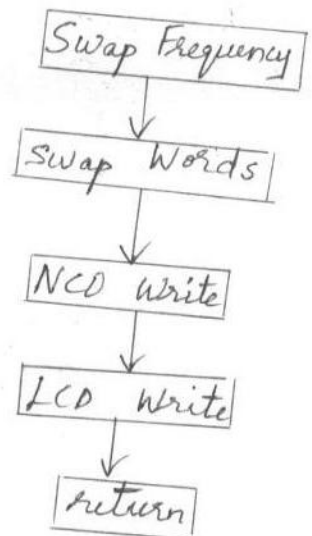 Swap Frequency
Swap Words
NCO Write
LCD Write
return